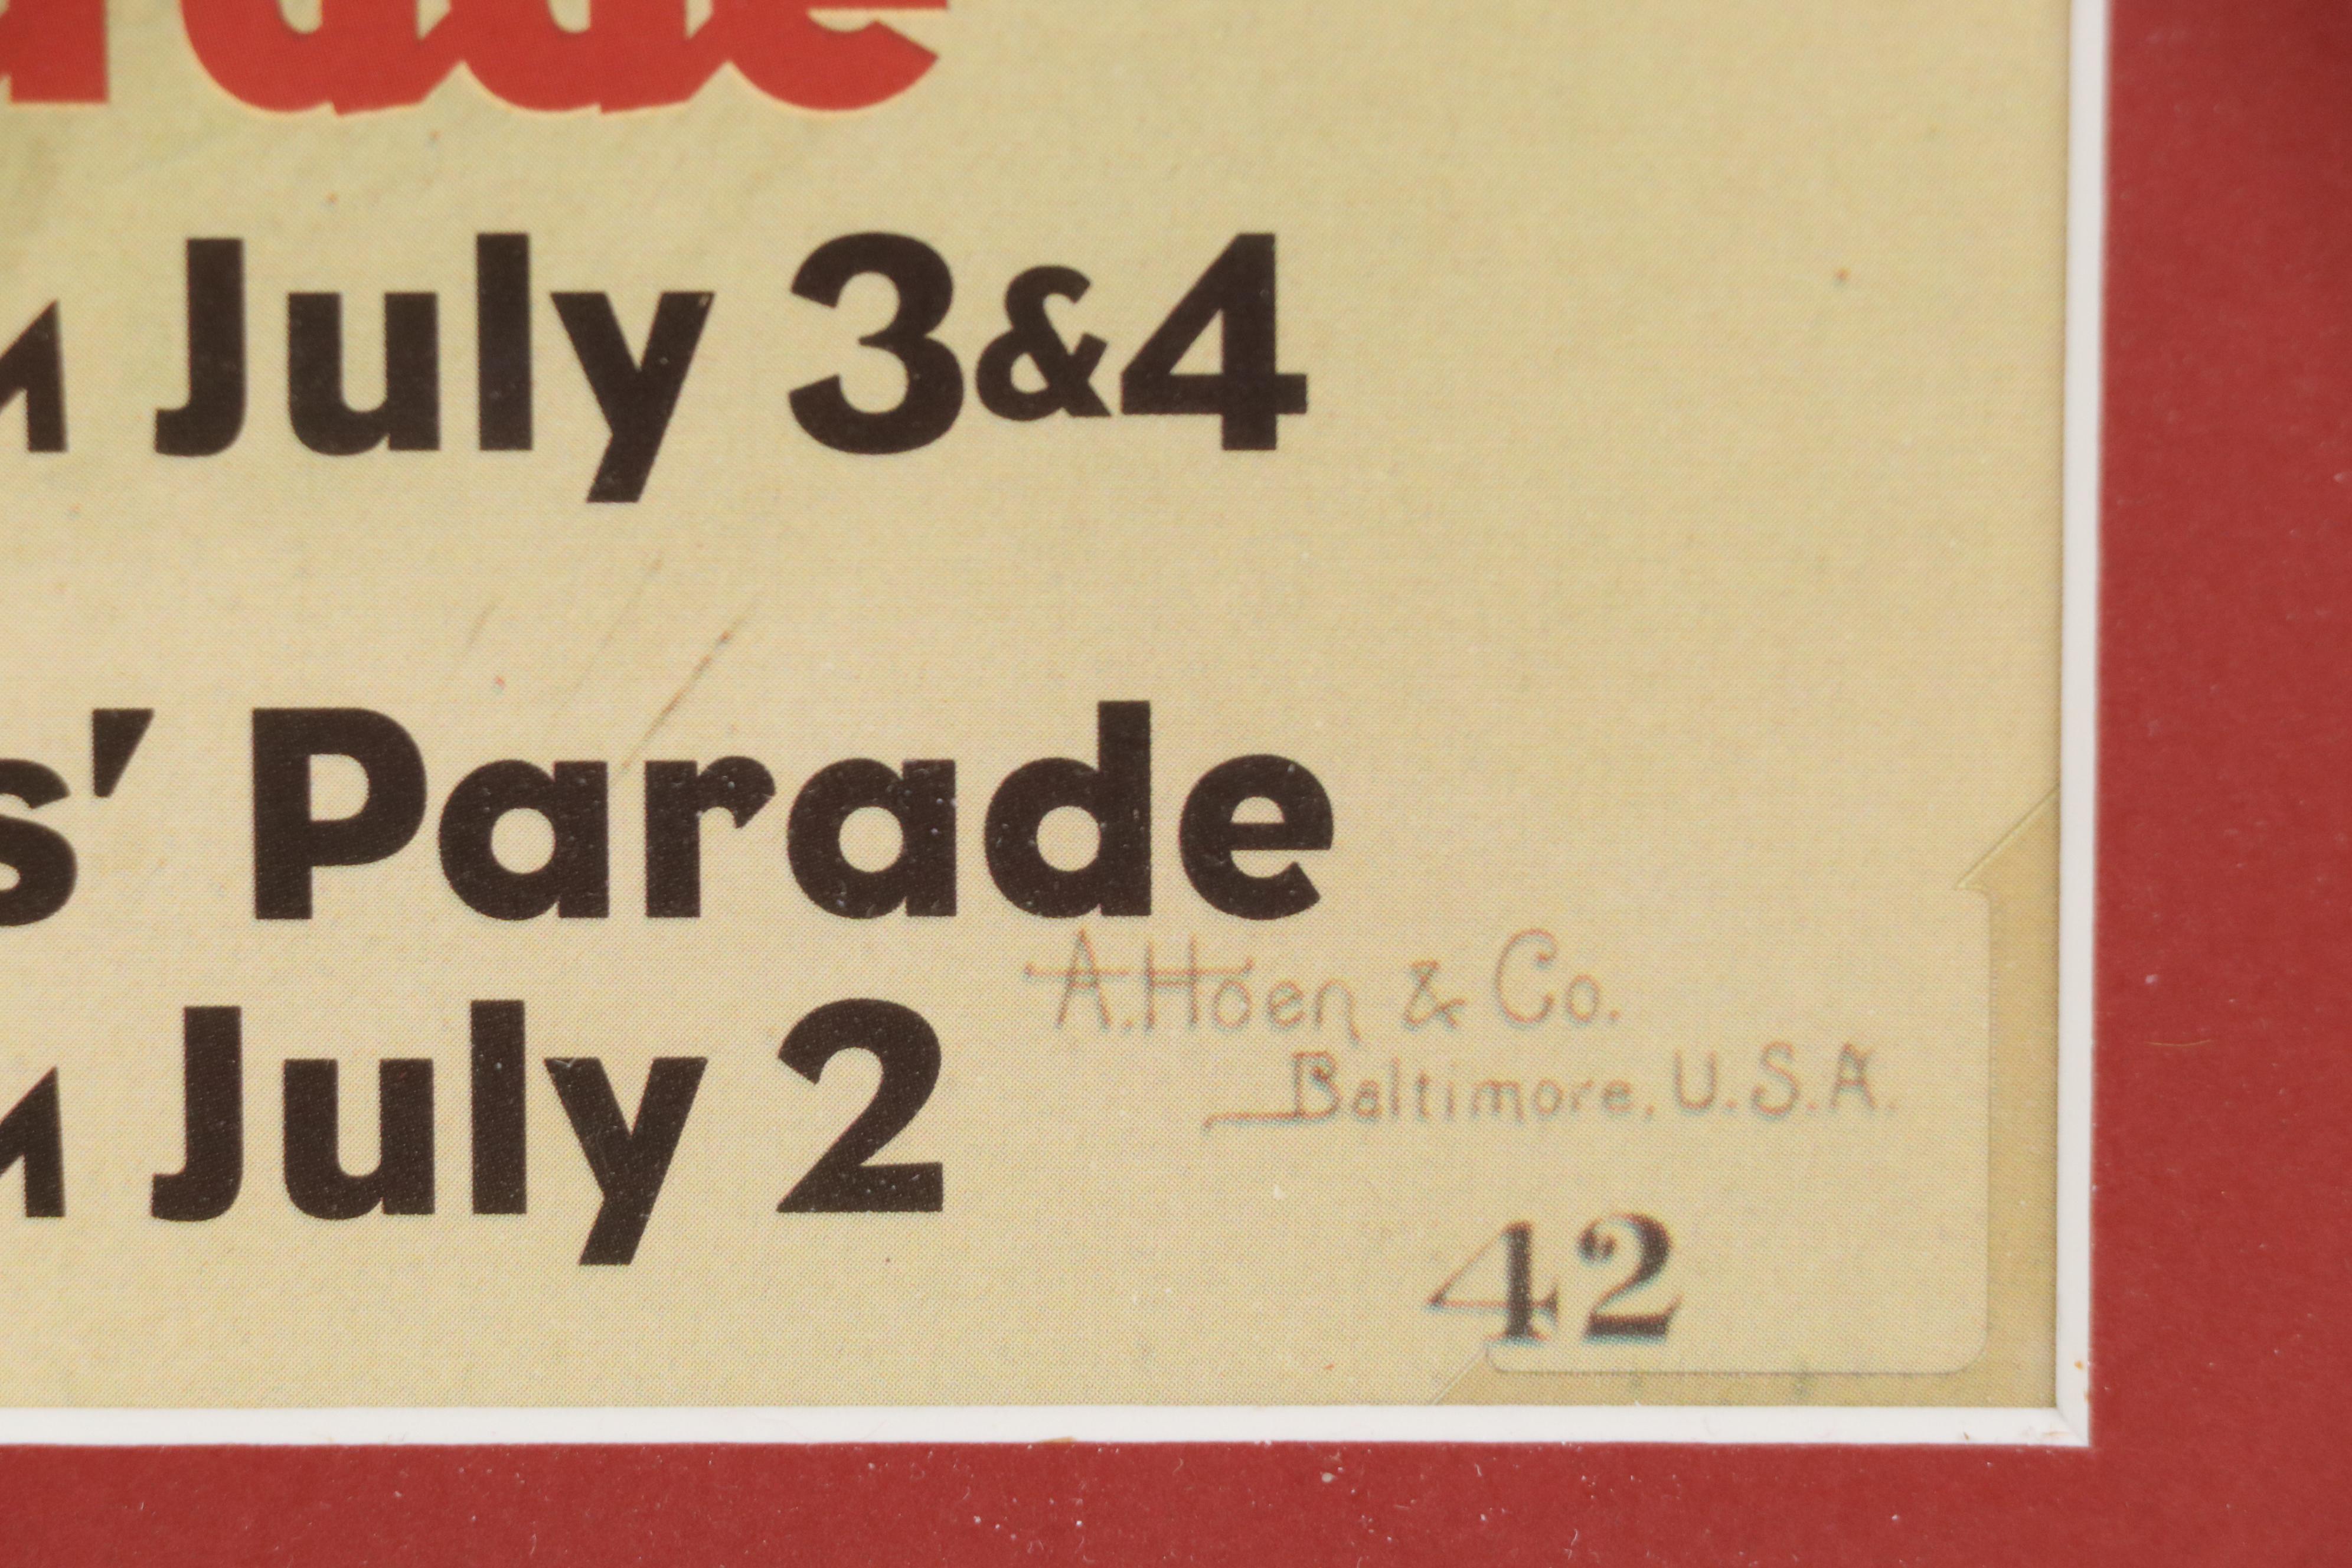 July 3&4
Parade
A. Hoen & Co.
July 2
Baltimore, U.S.A.
42